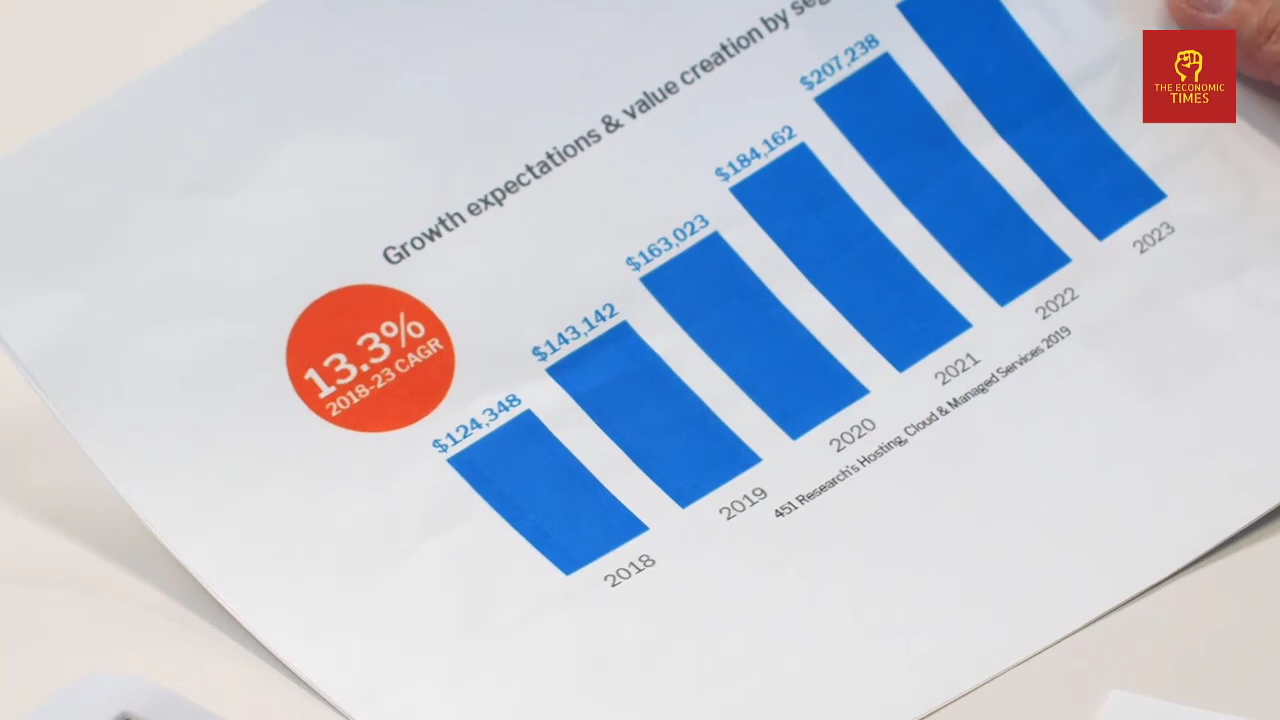 Growth expectations & value creation by
13.3%
2018-23 CAGR
$124,348
$143,142
$163,023
$184,162
$207,238
2018
2019
2020
2021
2022
2023
451 Research's Hosting, Cloud & Managed Services 2019
THE ECONOMIC
TIMES